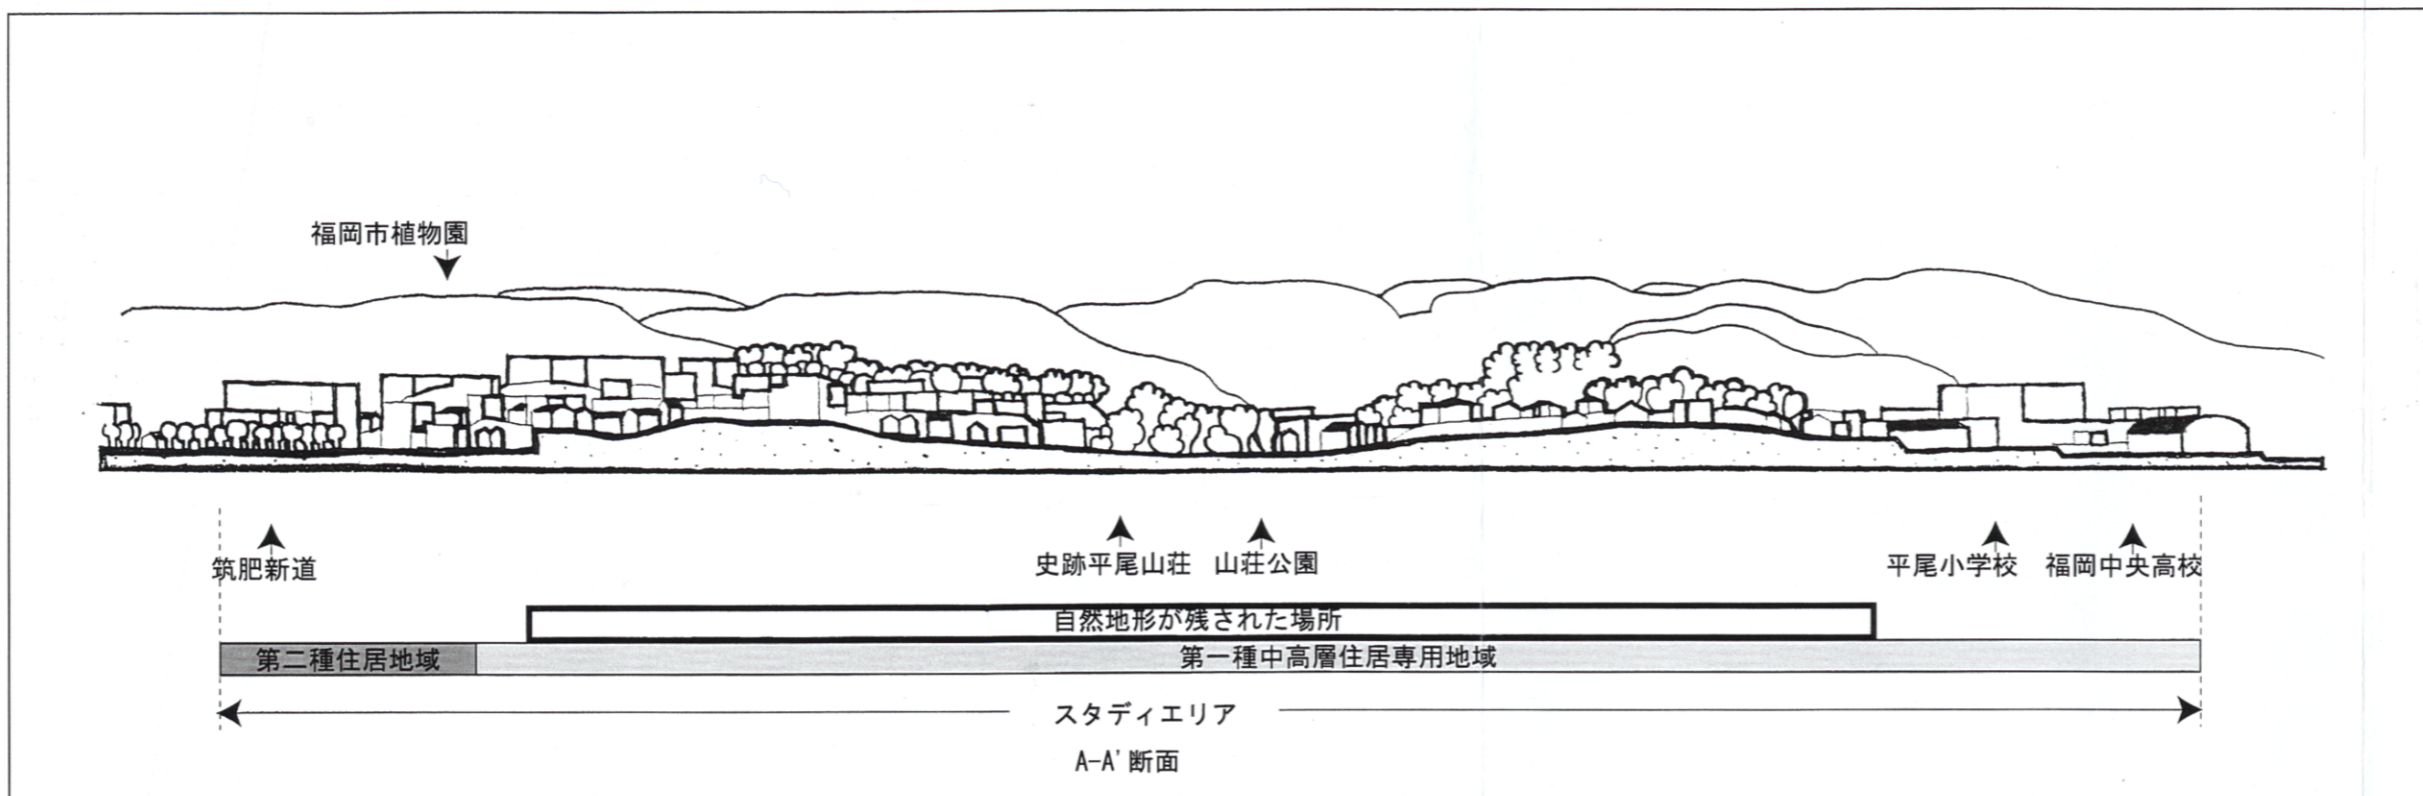 福岡市植物園
筑肥新道
史跡平尾山荘
山荘公園
平尾小学校
福岡中央高校
自然地形が残された場所
第二種住居地域
第一種中高層住居専用地域
スタディエリア
A-A'断面